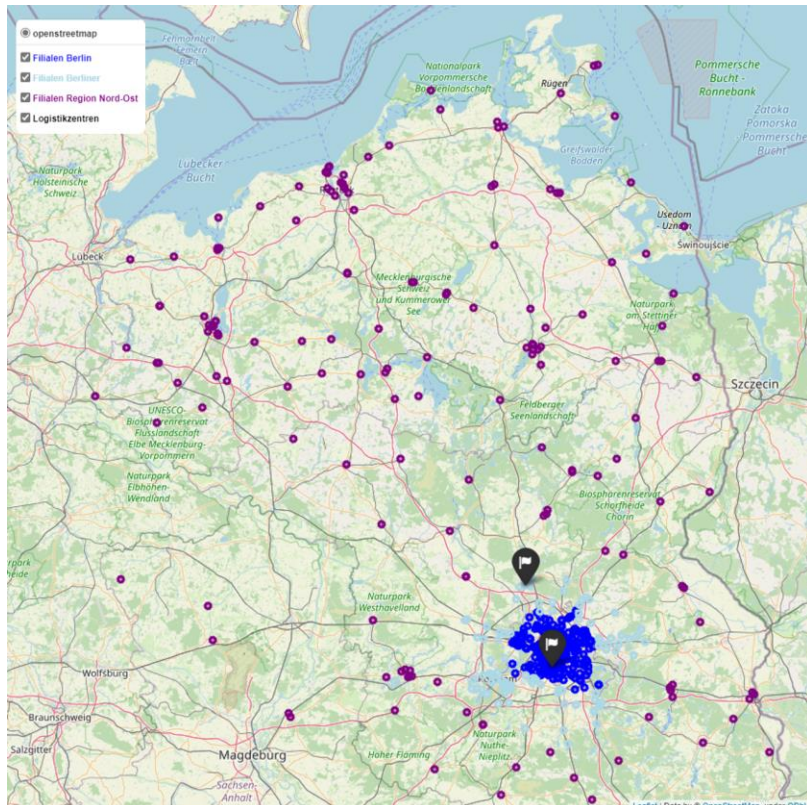 openstreetmap
Filialen Berlin
Filialen Berliner
Filialen Region Nord-Ost
Logistikzentren
Nationalpark
Vorpommersche
Boddenlandschaft
Rügen
Pommersche
Bucht -
Rönnebank
Zatoka
Pomorska -
Pommersche
Bucht
Greifswalder
Bodden
Naturpark
Holsteinische
Schweiz
Lübecker
Bucht
Lübeck
Usedom
- Uznam
Świnoujście
Mecklenburgische
Schweiz
und Kummerower
See
Naturpark
am Stettiner
Haff
Szczecin
UNESCO
Biosphärenreservat
Flusslandschaft
Elbe Mecklenburg-
Vorpommern
Feldberger
Seenlandschaft
Naturpark
Elbhöhen-
Wendland
Biosphärenreservat
Schorfheide
Chorin
Naturpark
Westhavelland
Wolfsburg
Braunschweig
Salzgitter
Magdeburg
Hoher Fläming
Naturpark
Nuthe-
Nieplitz
Sachsen-
Anhalt